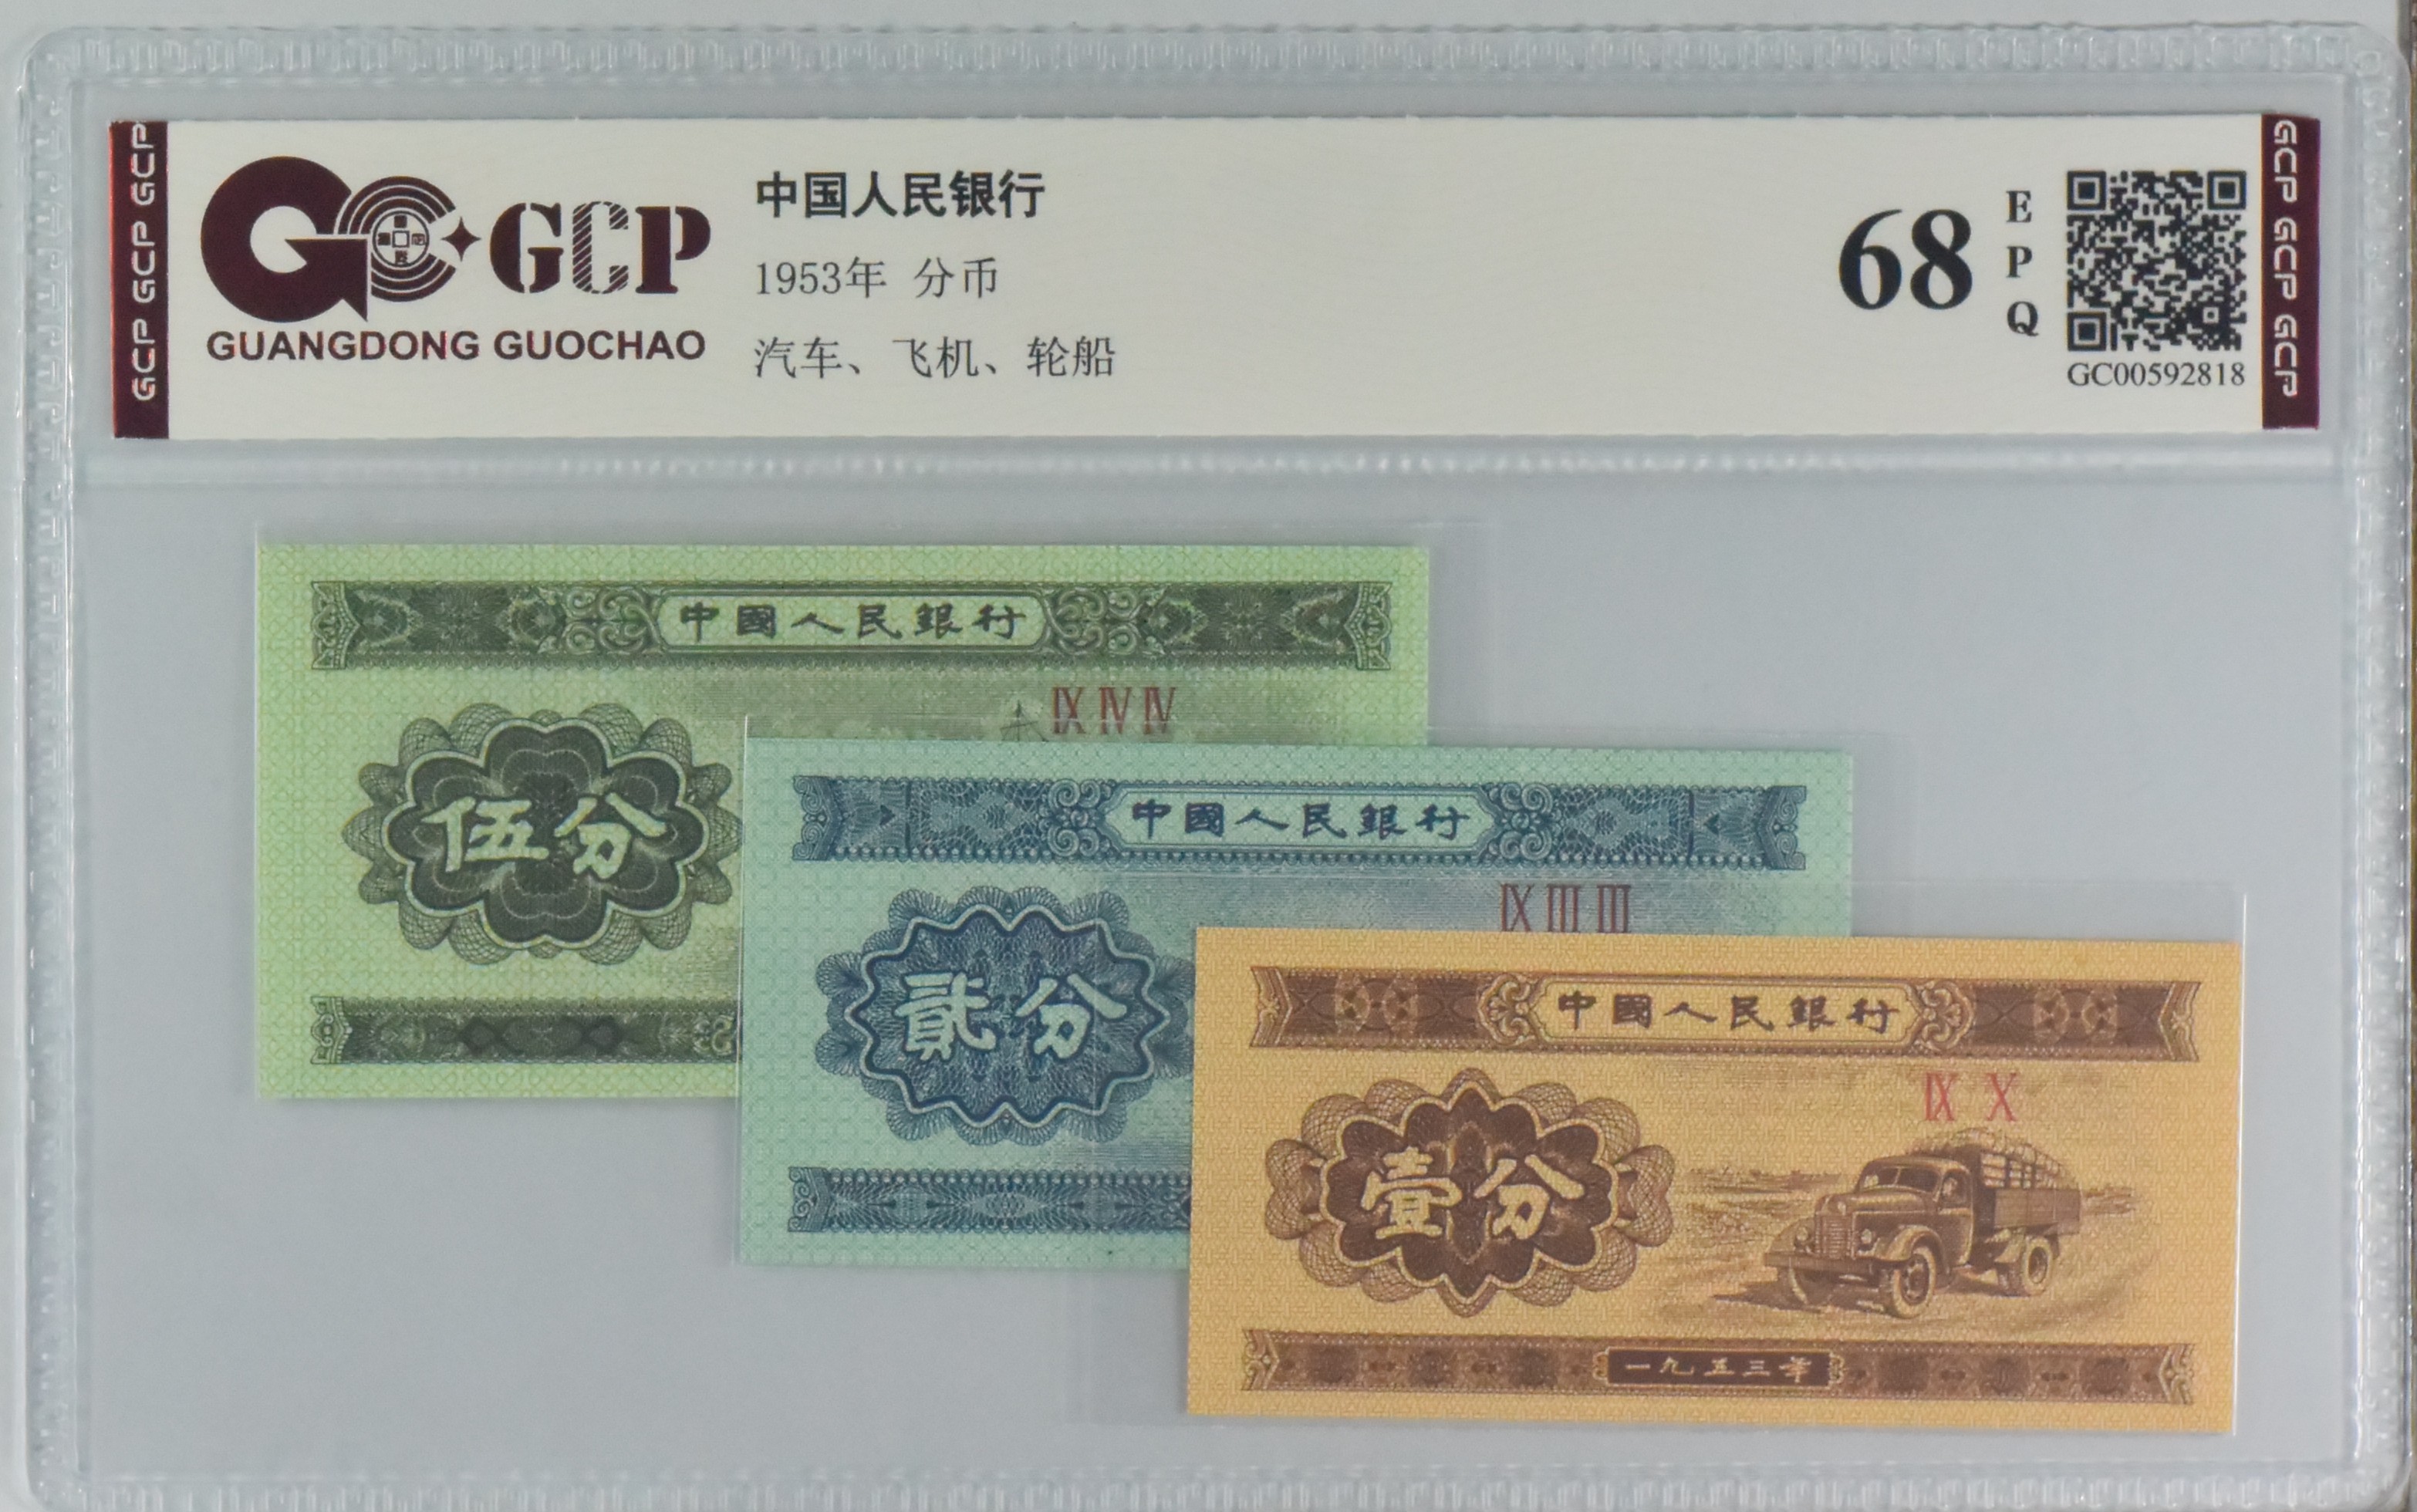 GCP GCP GCP
GCP
GUANGDONG GUOCHAO
中国人民银行
1953年 分币
汽车、飞机、轮船
68
EPQ
GC00592818
GCP GCP GCP
中國人民銀行
IX IV IV
伍分
中國人民銀行
IX III III
貳分
中國人民銀行
IX X
壹分
一九五三年